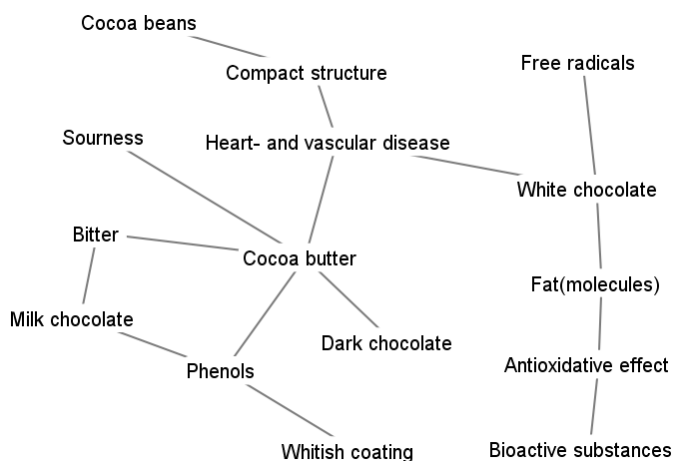 Cocoa beans
Compact structure
Free radicals
Sourness
Heart- and vascular disease
White chocolate
Bitter
Cocoa butter
Fat(molecules)
Milk chocolate
Dark chocolate
Phenols
Antioxidative effect
Whitish coating
Bioactive substances